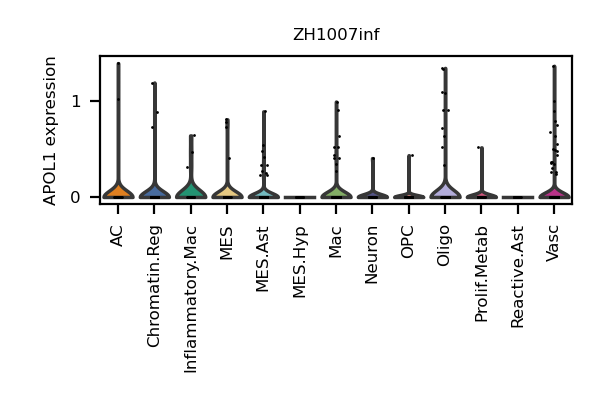 ZH1007inf
APOL1 expression
1
0
AC
Chromatin.Reg
Inflammatory.Mac
MES
MES.Ast
MES.Hyp
Mac
Neuron
OPC
Oligo
Prolif.Metab
Reactive.Ast
Vasc